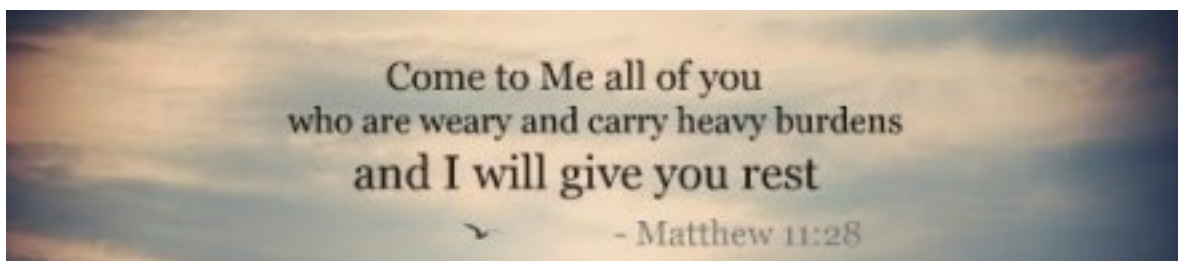 Come to Me all of you
who are weary and carry heavy burdens
and I will give you rest
- Matthew 11:28